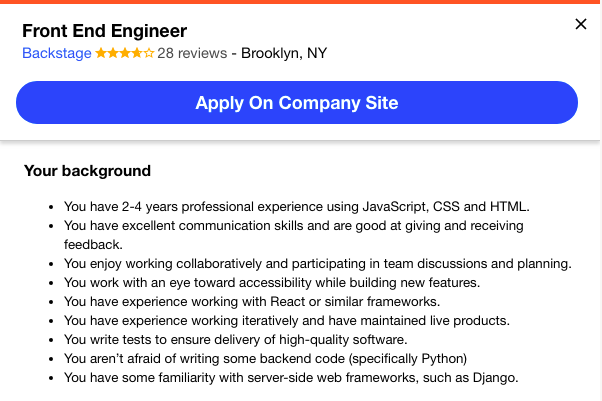 Front End Engineer
Backstage 28 reviews - Brooklyn, NY
Apply On Company Site
Your background
• You have 2-4 years professional experience using JavaScript, CSS and HTML.
• You have excellent communication skills and are good at giving and receiving
feedback.
• You enjoy working collaboratively and participating in team discussions and planning.
• You work with an eye toward accessibility while building new features.
• You have experience working with React or similar frameworks.
• You have experience working iteratively and have maintained live products.
• You write tests to ensure delivery of high-quality software.
• You aren’t afraid of writing some backend code (specifically Python)
• You have some familiarity with server-side web frameworks, such as Django.